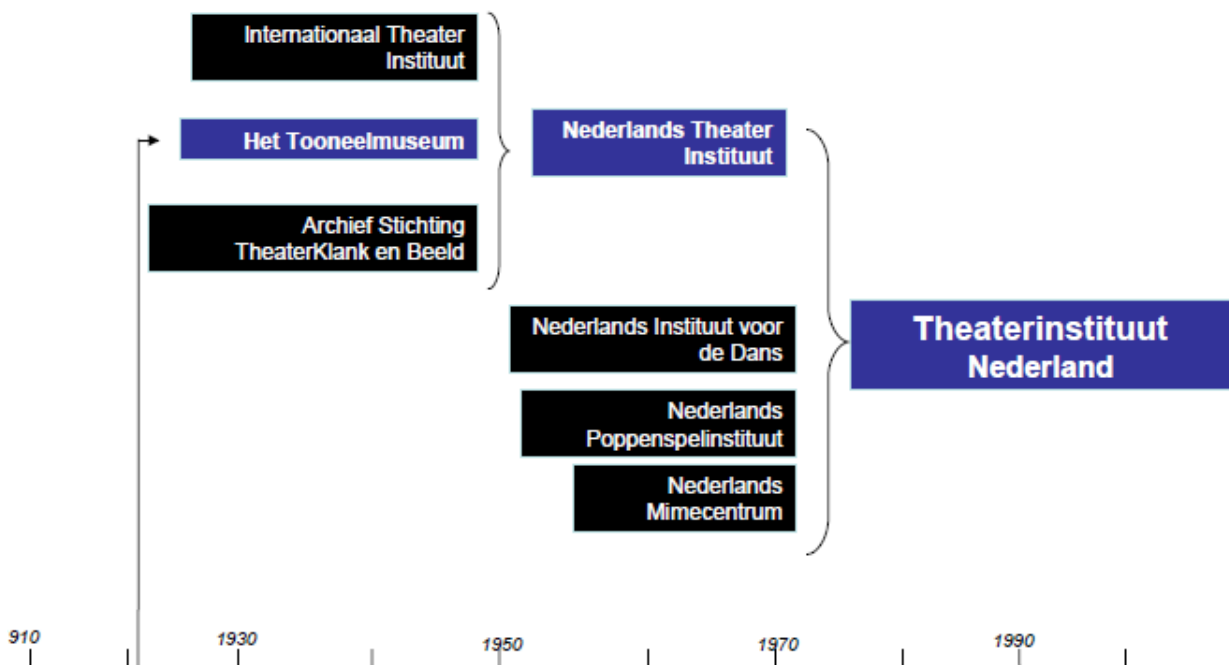 Internationaal Theater
Instituut
Het Tooneelmuseum
Archief Stichting
TheaterKlank en Beeld
Nederlands Theater
Instituut
Nederlands Instituut voor
de Dans
Nederlands
Poppenspelinstituut
Nederlands
Mimecentrum
Theaterinstituut
Nederland
910
1930
1950
1970
1990